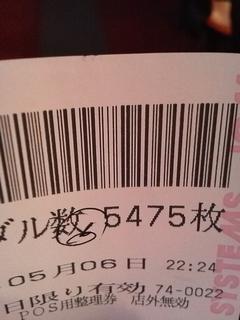 ダル数 5475枚
05月06日 22:24
日限り有効 74-0022
POS用整理券 店外無効
SYSTEMS